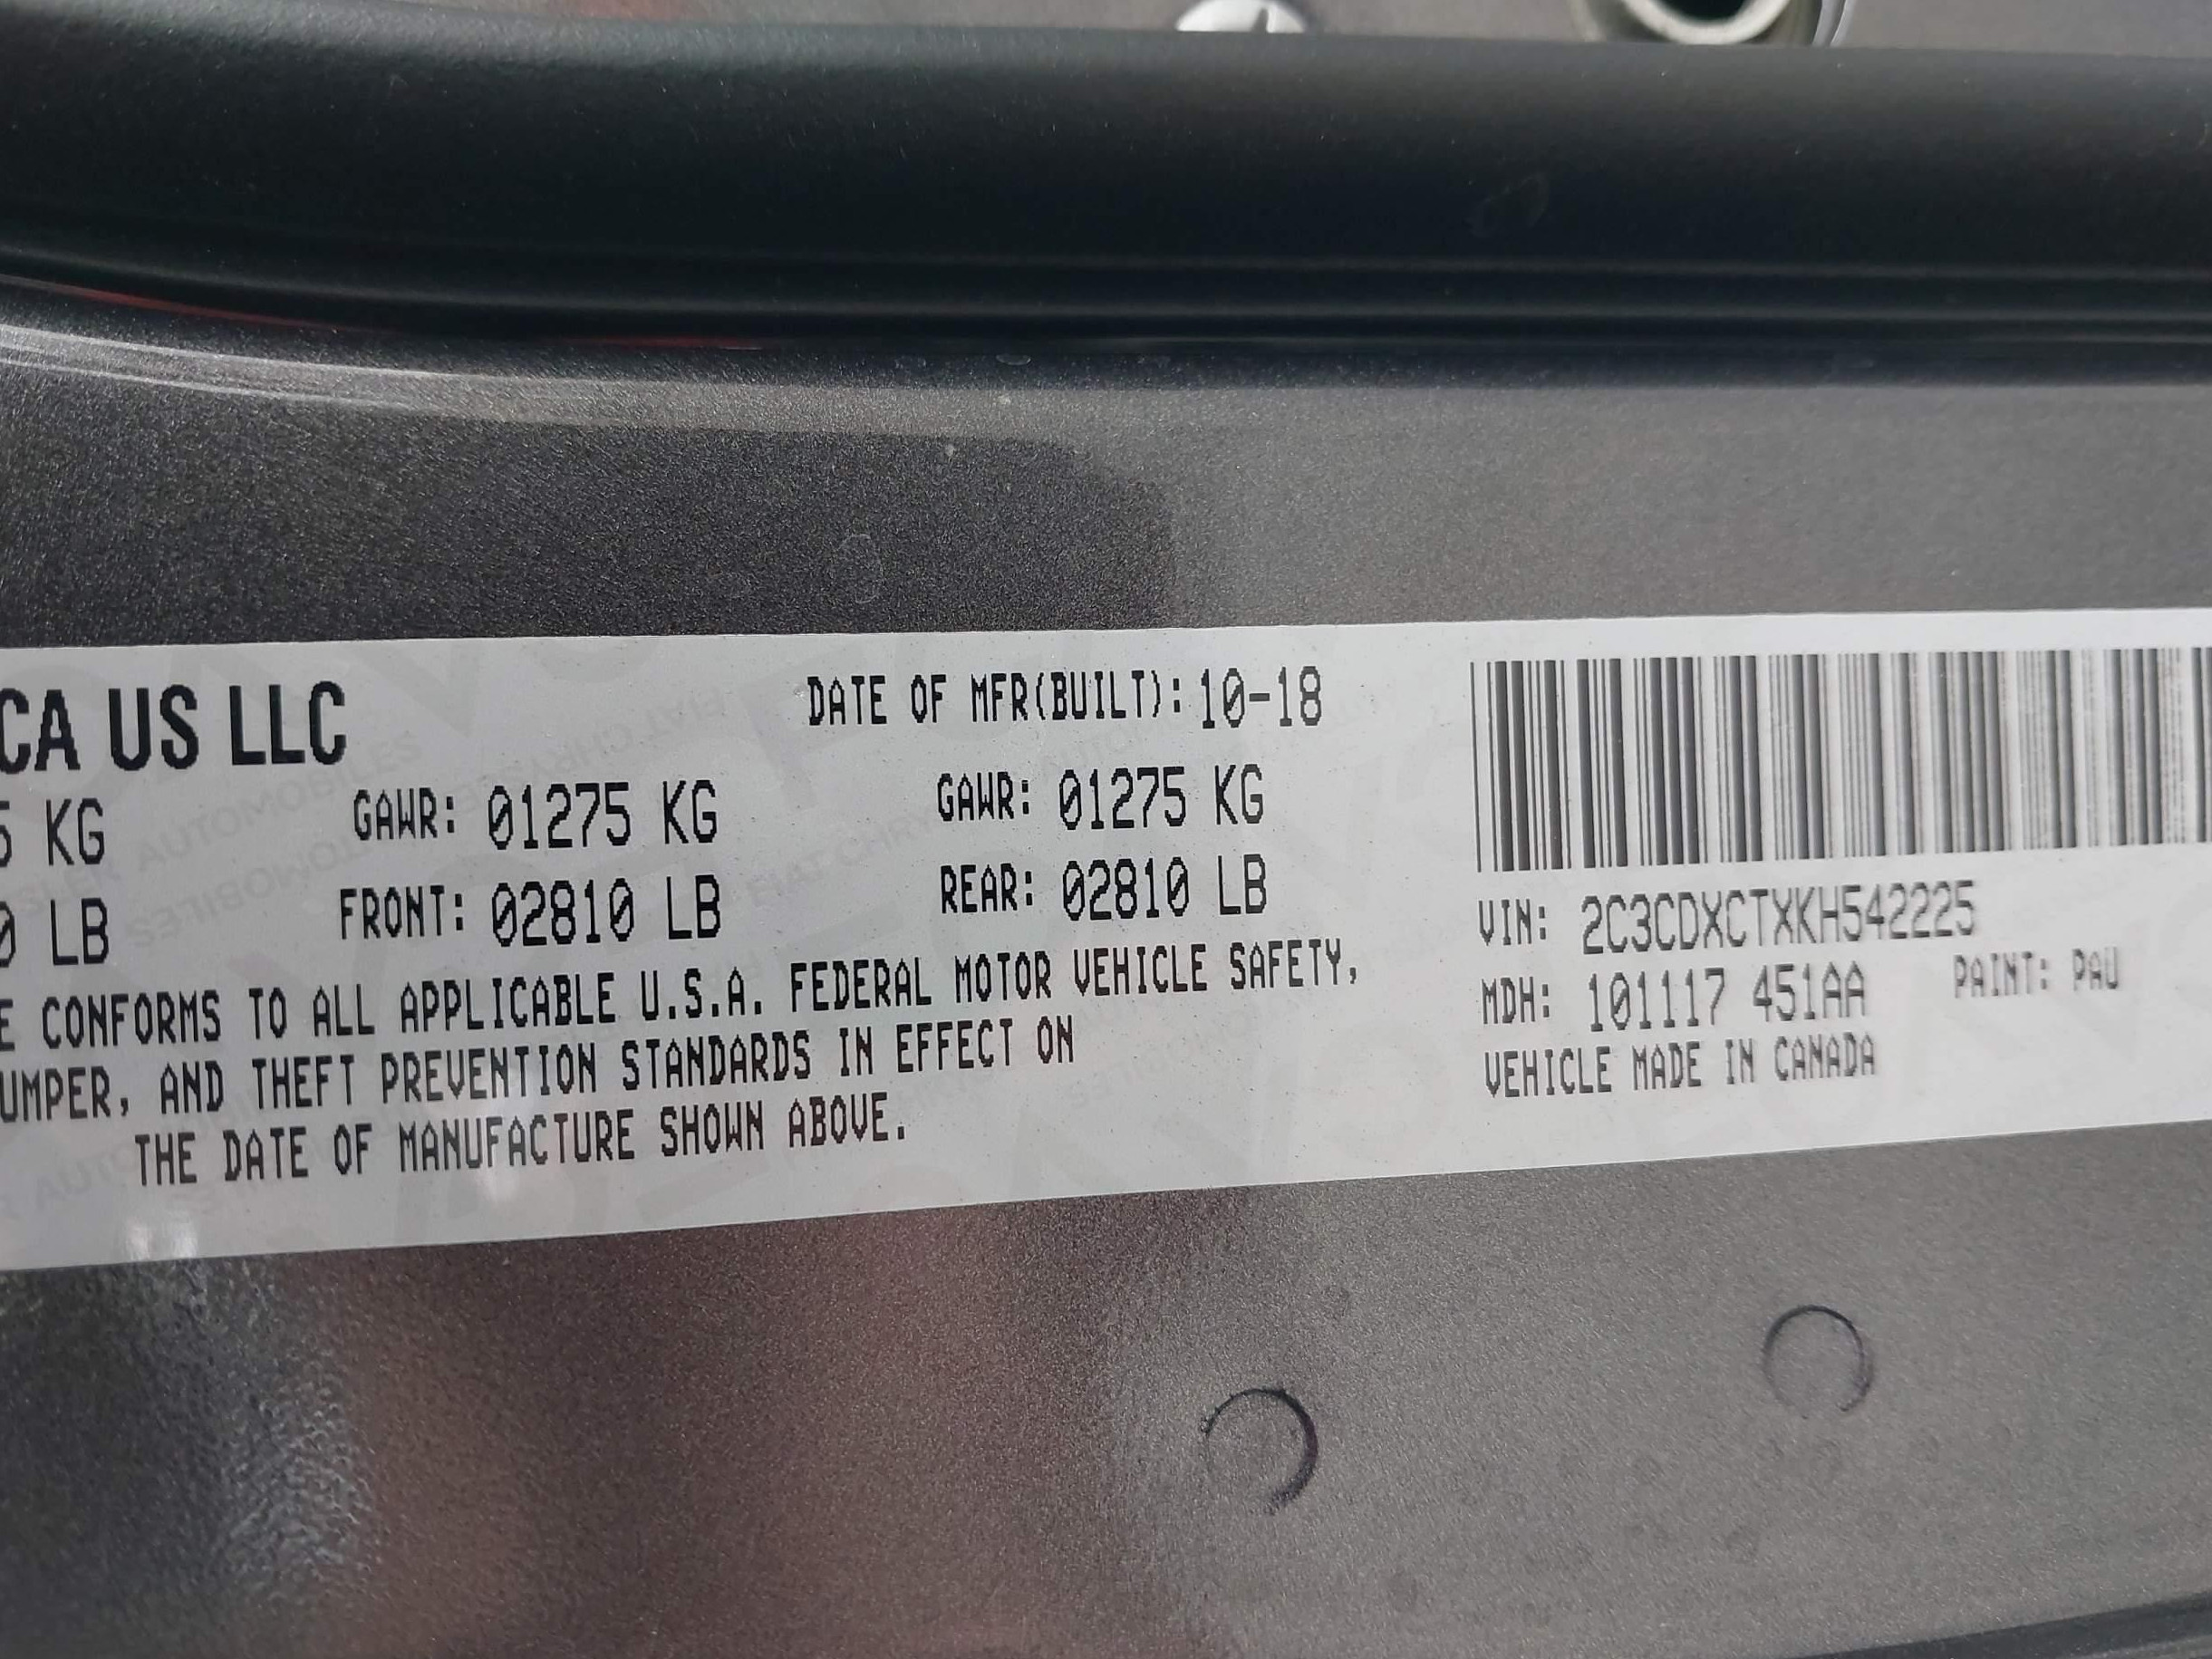 CA US LLC
DATE OF MFR(BUILT): 10-18
5 KG GAWR: 01275 KG GAWR: 01275 KG
0 LB FRONT: 02810 LB REAR: 02810 LB
E CONFORMS TO ALL APPLICABLE U.S.A. FEDERAL MOTOR VEHICLE SAFETY,
UMPER, AND THEFT PREVENTION STANDARDS IN EFFECT ON
THE DATE OF MANUFACTURE SHOWN ABOVE.
VIN: 2C3CDXCTXKH542225
MDH: 101117 451AA PAINT: PAU
VEHICLE MADE IN CANADA